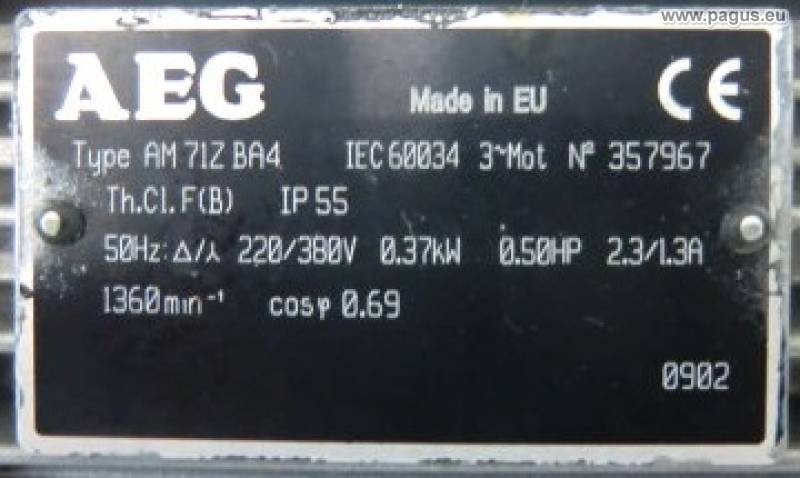 www.pagus.eu
AEG Made in EU CE
Type AM 71Z BA4 IEC 60034 3~Mot Nº 357967
Th.Cl.F(B) IP 55
50Hz: Δ/⅄ 220/380V 0.37kW 0.50HP 2.3/1.3A
1360min⁻¹ cosφ 0.69
0902